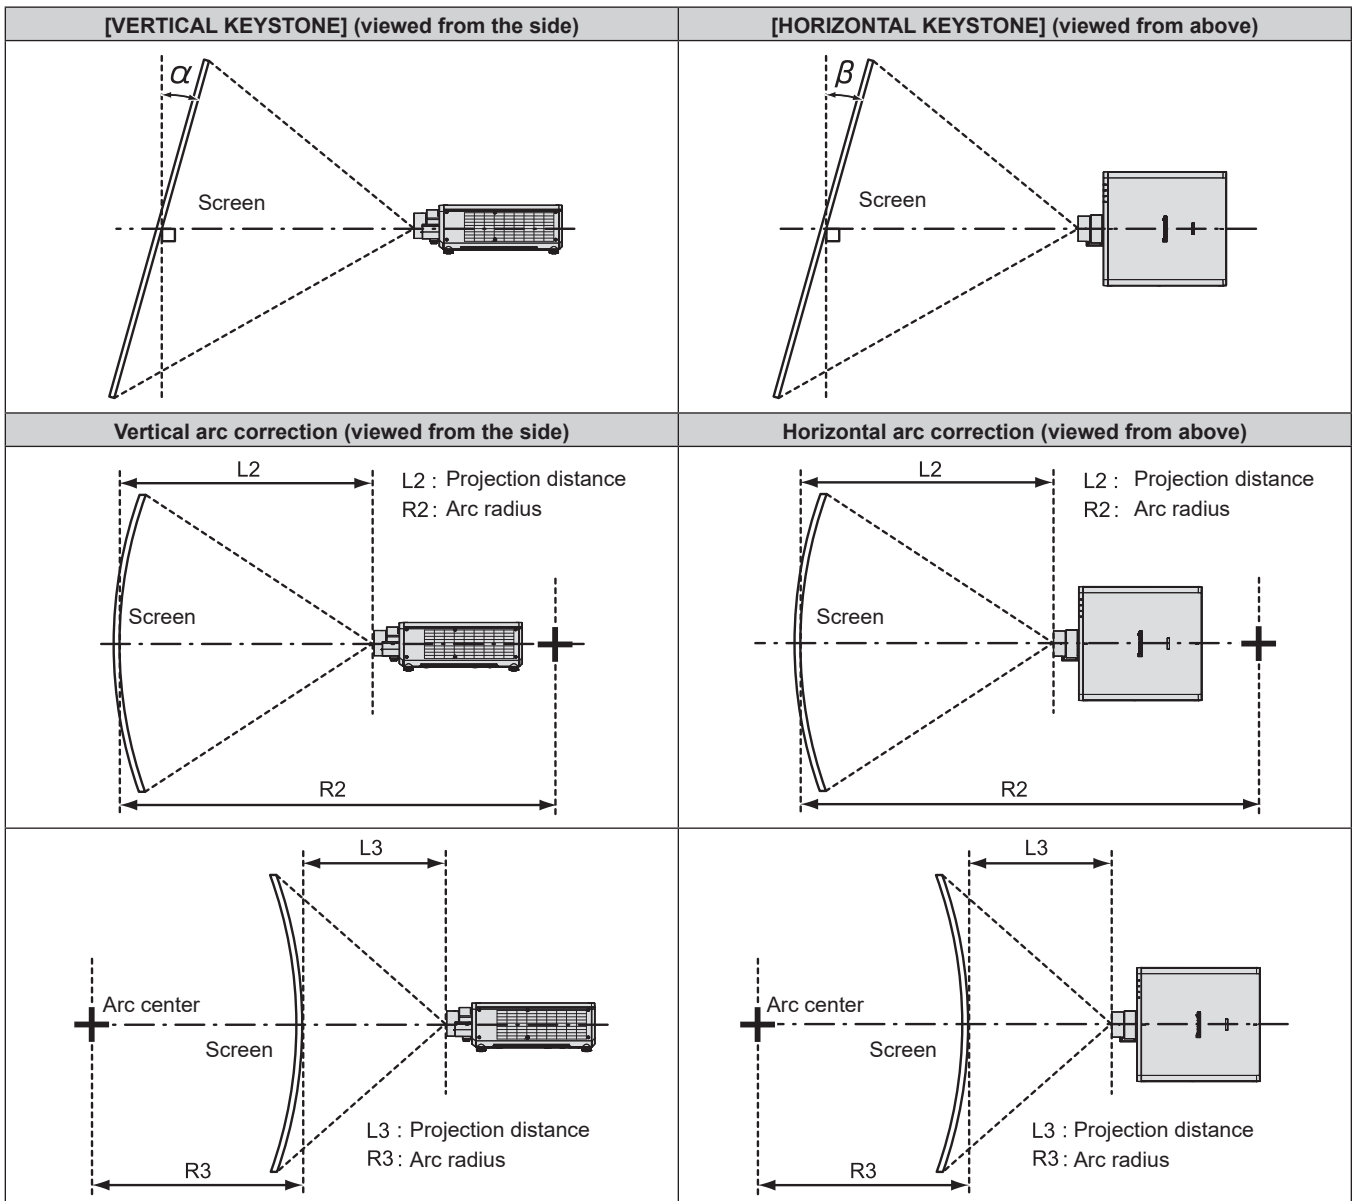 [VERTICAL KEYSTONE] (viewed from the side)
[HORIZONTAL KEYSTONE] (viewed from above)
α
Screen
β
Screen
Vertical arc correction (viewed from the side)
Horizontal arc correction (viewed from above)
L2
L2 : Projection distance
R2 : Arc radius
Screen
R2
L2
L2 : Projection distance
R2 : Arc radius
Screen
R2
L3
Arc center
Screen
L3 : Projection distance
R3 : Arc radius
R3
L3
Arc center
Screen
L3 : Projection distance
R3 : Arc radius
R3